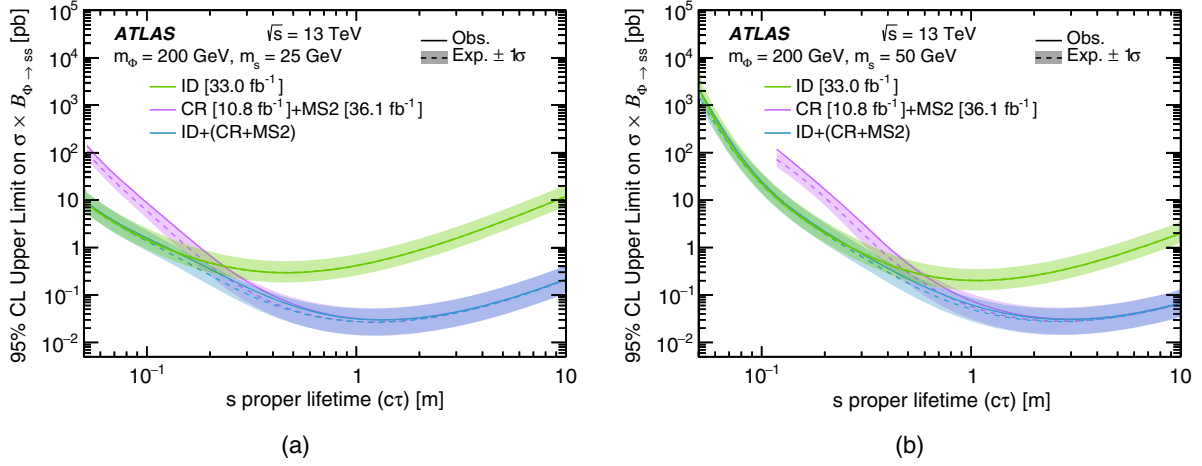 ATLAS √s = 13 TeV
m_Φ = 200 GeV, m_s = 25 GeV
Obs.
Exp. ± 1σ
ID [33.0 fb⁻¹]
CR [10.8 fb⁻¹]+MS2 [36.1 fb⁻¹]
ID+(CR+MS2)
95% CL Upper Limit on σ × B_Φ → ss [pb]
10⁵
10⁴
10³
10²
10
1
10⁻¹
10⁻²
10⁻¹ 1 10
s proper lifetime (cτ) [m]
(a)
ATLAS √s = 13 TeV
m_Φ = 200 GeV, m_s = 50 GeV
Obs.
Exp. ± 1σ
ID [33.0 fb⁻¹]
CR [10.8 fb⁻¹]+MS2 [36.1 fb⁻¹]
ID+(CR+MS2)
95% CL Upper Limit on σ × B_Φ → ss [pb]
10⁵
10⁴
10³
10²
10
1
10⁻¹
10⁻²
10⁻¹ 1 10
s proper lifetime (cτ) [m]
(b)